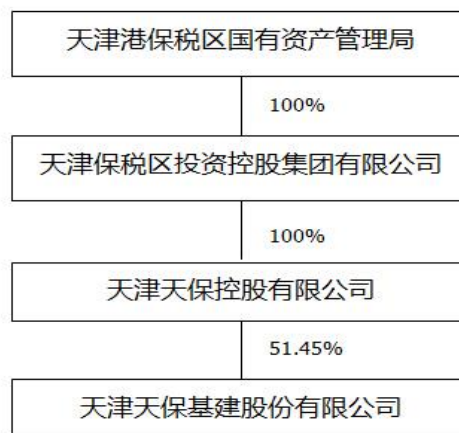 天津港保税区国有资产管理局
100%
天津保税区投资控股集团有限公司
100%
天津天保控股有限公司
51.45%
天津天保基建股份有限公司